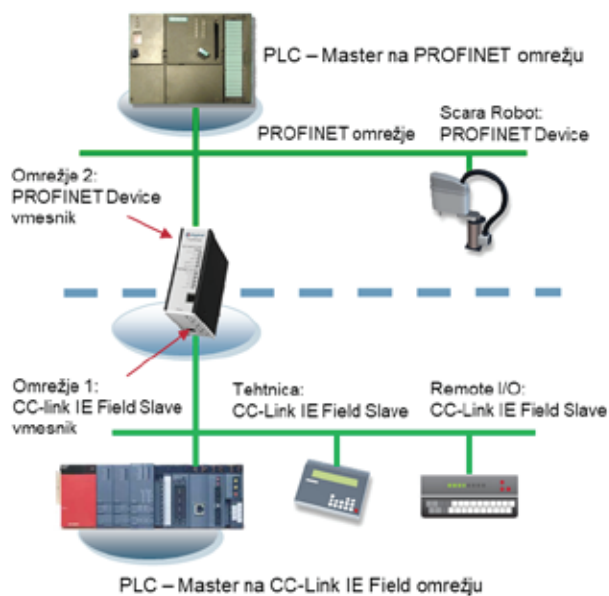 PLC – Master na PROFINET omrežju
Scara Robot:
PROFINET Device
PROFINET omrežje
Omrežje 2:
PROFINET Device
vmesnik
Omrežje 1:
CC-link IE Field Slave
vmesnik
Tehtnica:
CC-Link IE Field Slave
Remote I/O:
CC-Link IE Field Slave
PLC – Master na CC-Link IE Field omrežju